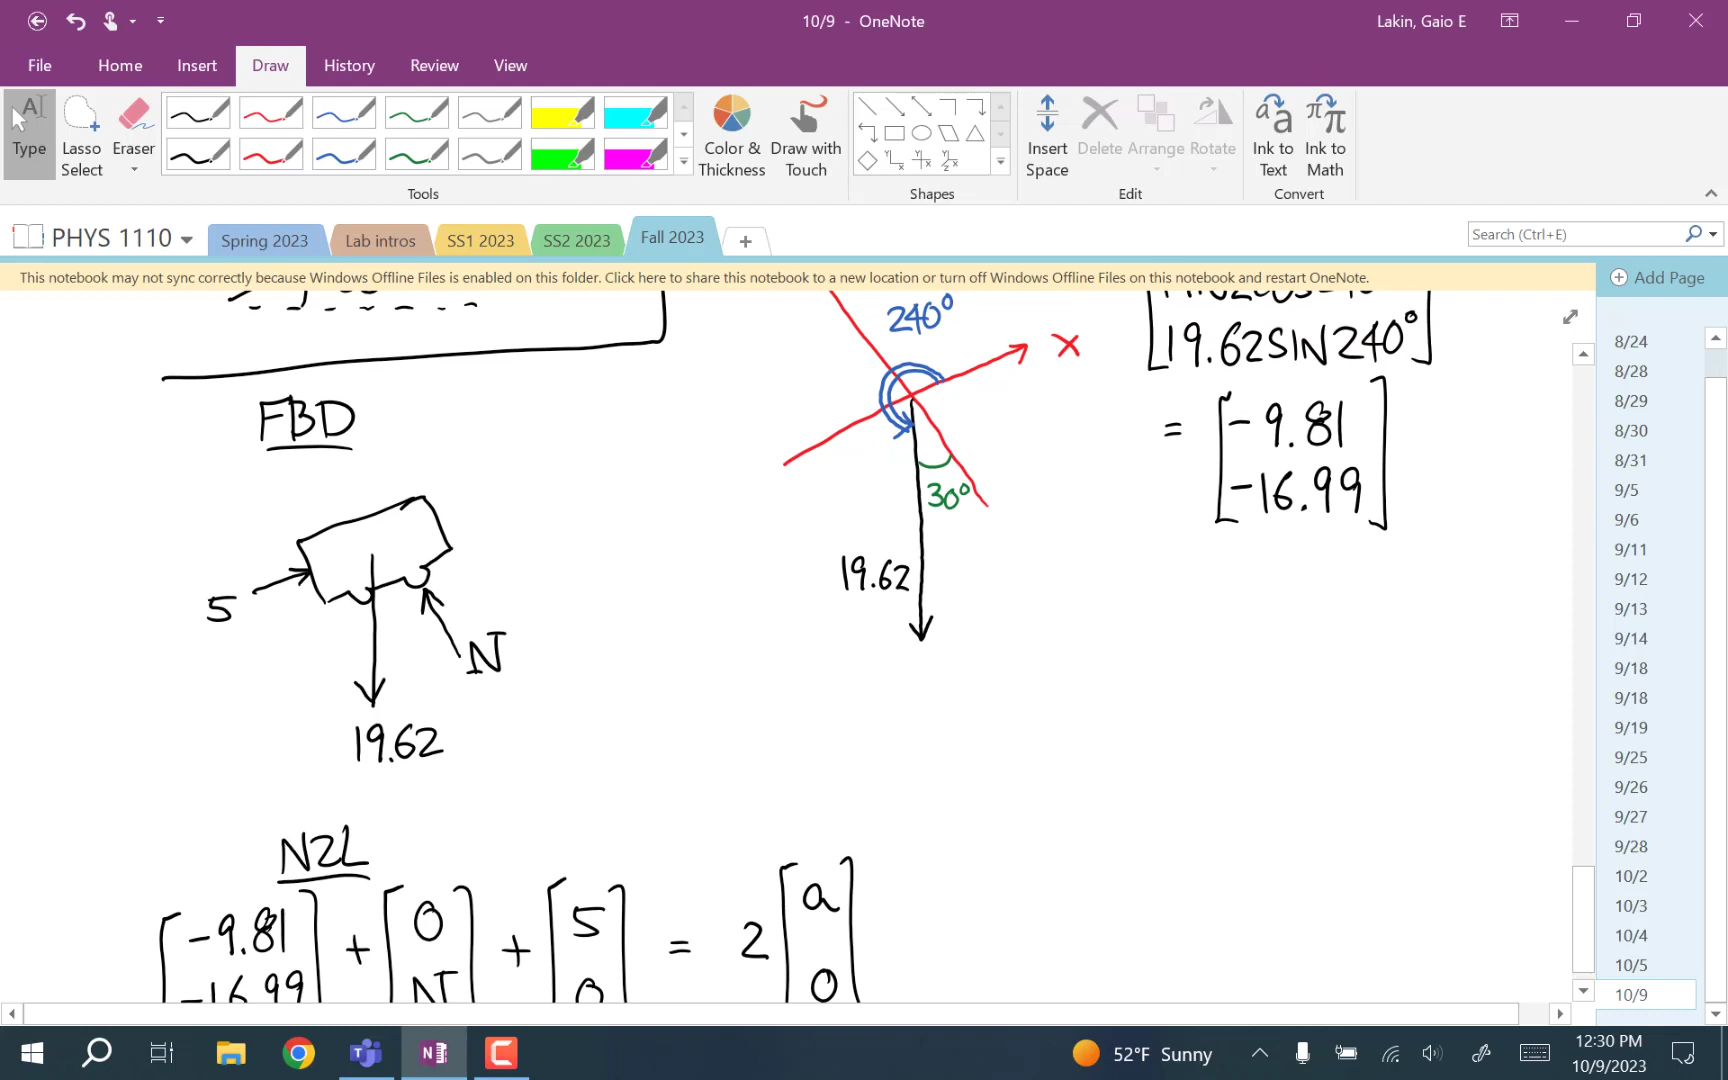 10/9 - OneNote
Lakin, Gaio E
File Home Insert Draw History Review View
Type
Lasso Select
Eraser
Color & Thickness
Draw with Touch
Insert Space
Delete
Arrange
Rotate
Ink to Text
Ink to Math
Tools
Shapes
Edit
Convert
PHYS 1110
Spring 2023
Lab intros
SS1 2023
SS2 2023
Fall 2023
Search (Ctrl+E)
This notebook may not sync correctly because Windows Offline Files is enabled on this folder. Click here to share this notebook to a new location or turn off Windows Offline Files on this notebook and restart OneNote.
Add Page
8/24
8/28
8/29
8/30
8/31
9/5
9/6
9/11
9/12
9/13
9/14
9/18
9/18
9/19
9/25
9/26
9/27
9/28
10/2
10/3
10/4
10/5
10/9
240°
X
19.62SIN240°
FBD
= -9.81
-16.99
30°
19.62
5
N
19.62
N2L
-9.81 + 0 + 5 = 2 a
-16.99 N 0 0
52°F Sunny
12:30 PM
10/9/2023